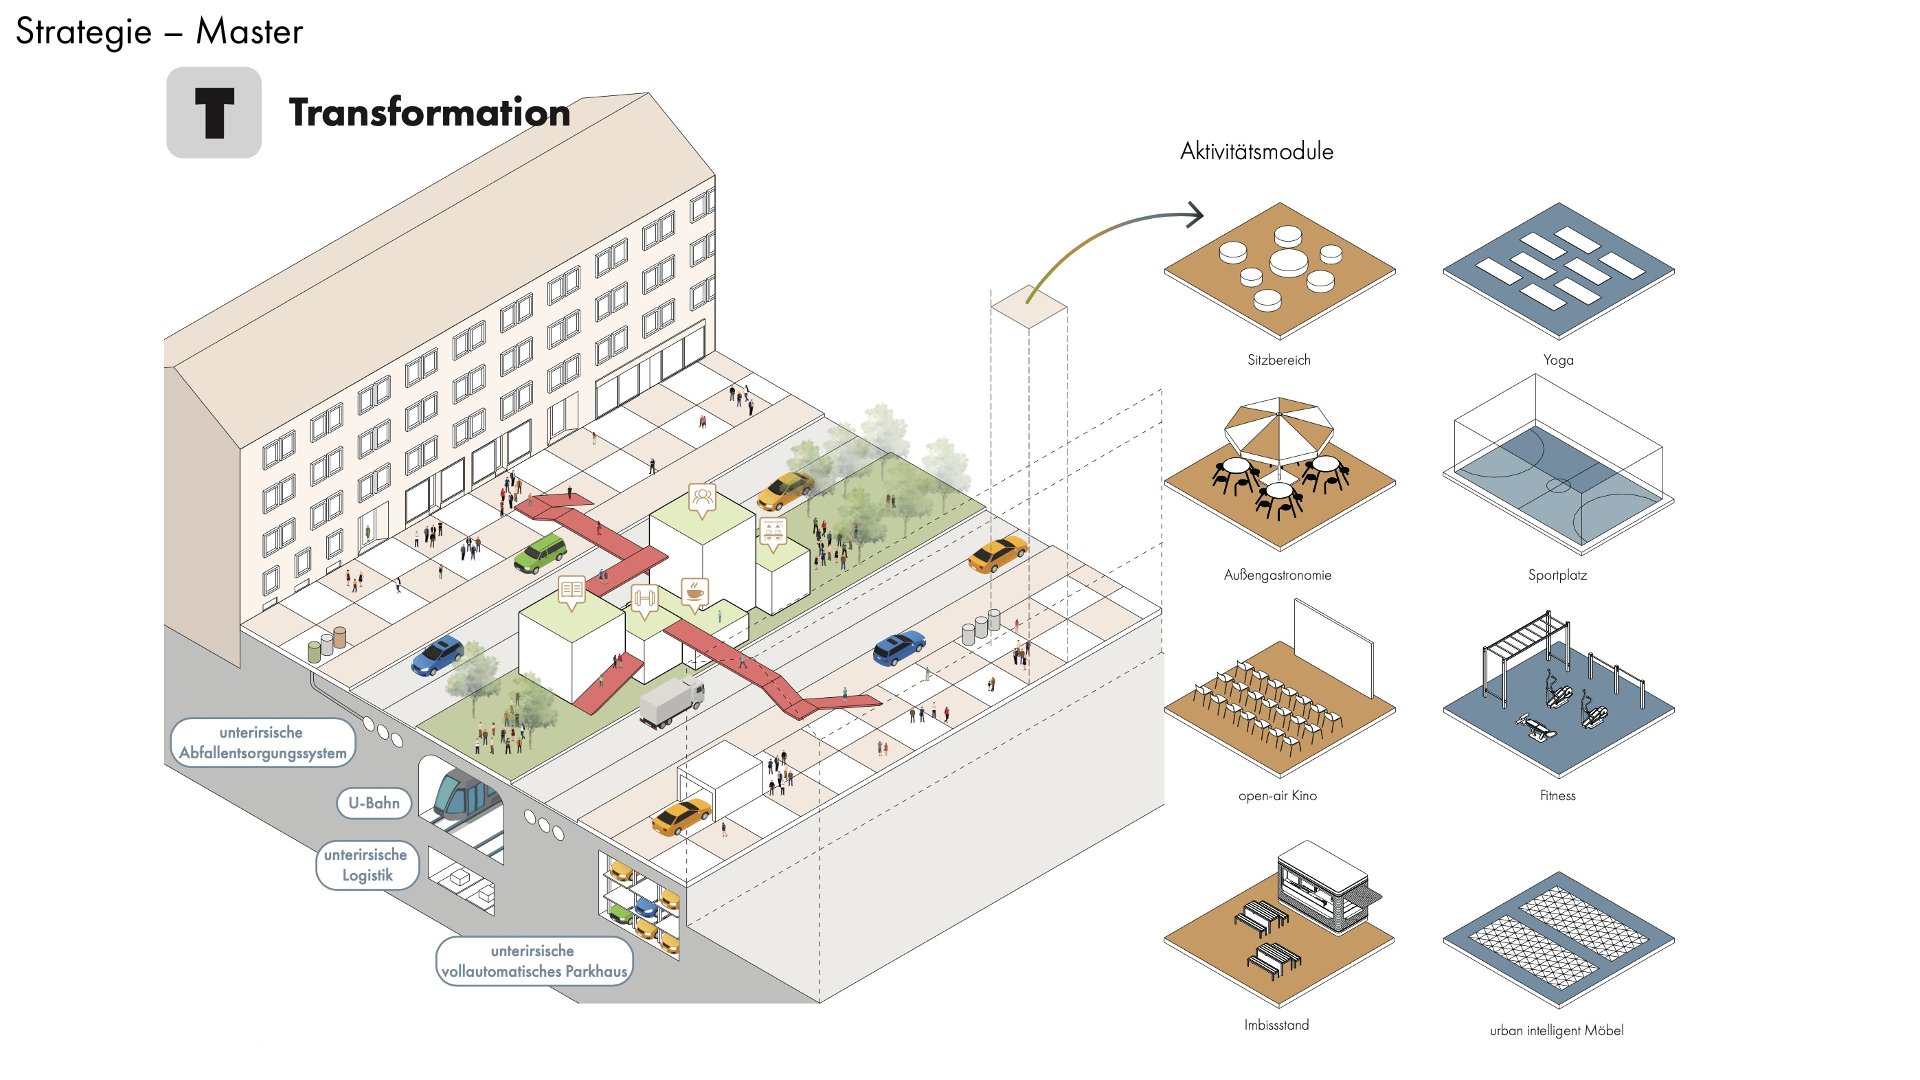 Strategie – Master
T
Transformation
Aktivitätsmodule
Sitzbereich
Yoga
Außengastronomie
Sportplatz
open-air Kino
Fitness
Imbissstand
urban intelligent Möbel
unterirsische
Abfallentsorgungssystem
U-Bahn
unterirsische
Logistik
unterirsische
vollautomatisches Parkhaus